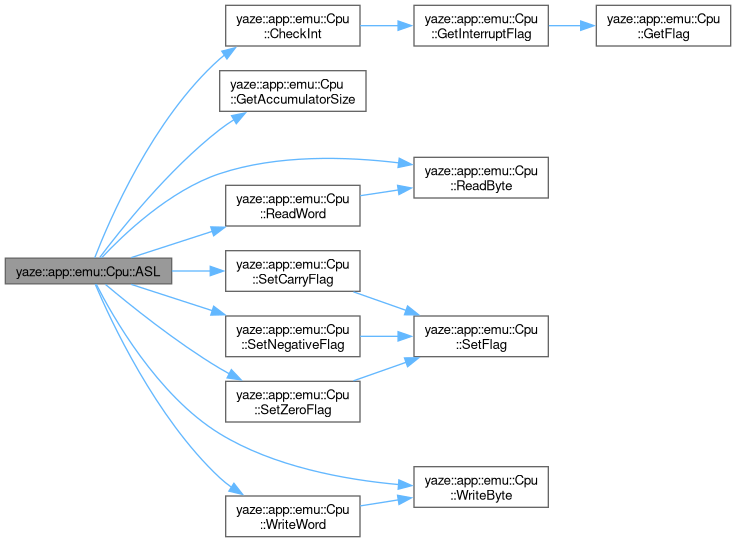 yaze::app::emu::Cpu::ASL
yaze::app::emu::Cpu
::CheckInt
yaze::app::emu::Cpu
::GetInterruptFlag
yaze::app::emu::Cpu
::GetFlag
yaze::app::emu::Cpu
::GetAccumulatorSize
yaze::app::emu::Cpu
::ReadByte
yaze::app::emu::Cpu
::ReadWord
yaze::app::emu::Cpu
::SetCarryFlag
yaze::app::emu::Cpu
::SetNegativeFlag
yaze::app::emu::Cpu
::SetFlag
yaze::app::emu::Cpu
::SetZeroFlag
yaze::app::emu::Cpu
::WriteByte
yaze::app::emu::Cpu
::WriteWord